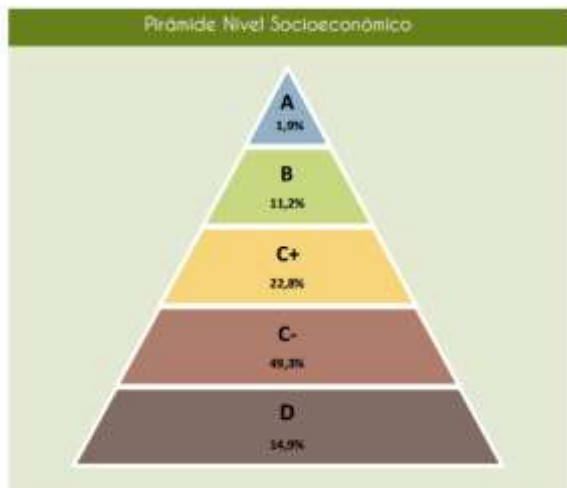 Pirámide Nivel Socioeconómico
A
1,9%
B
11,2%
C+
22,8%
C-
49,3%
D
14,9%